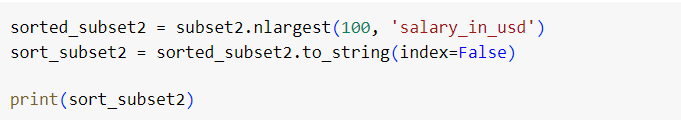 sorted_subset2 = subset2.nlargest(100, 'salary_in_usd')
sort_subset2 = sorted_subset2.to_string(index=False)
print(sort_subset2)